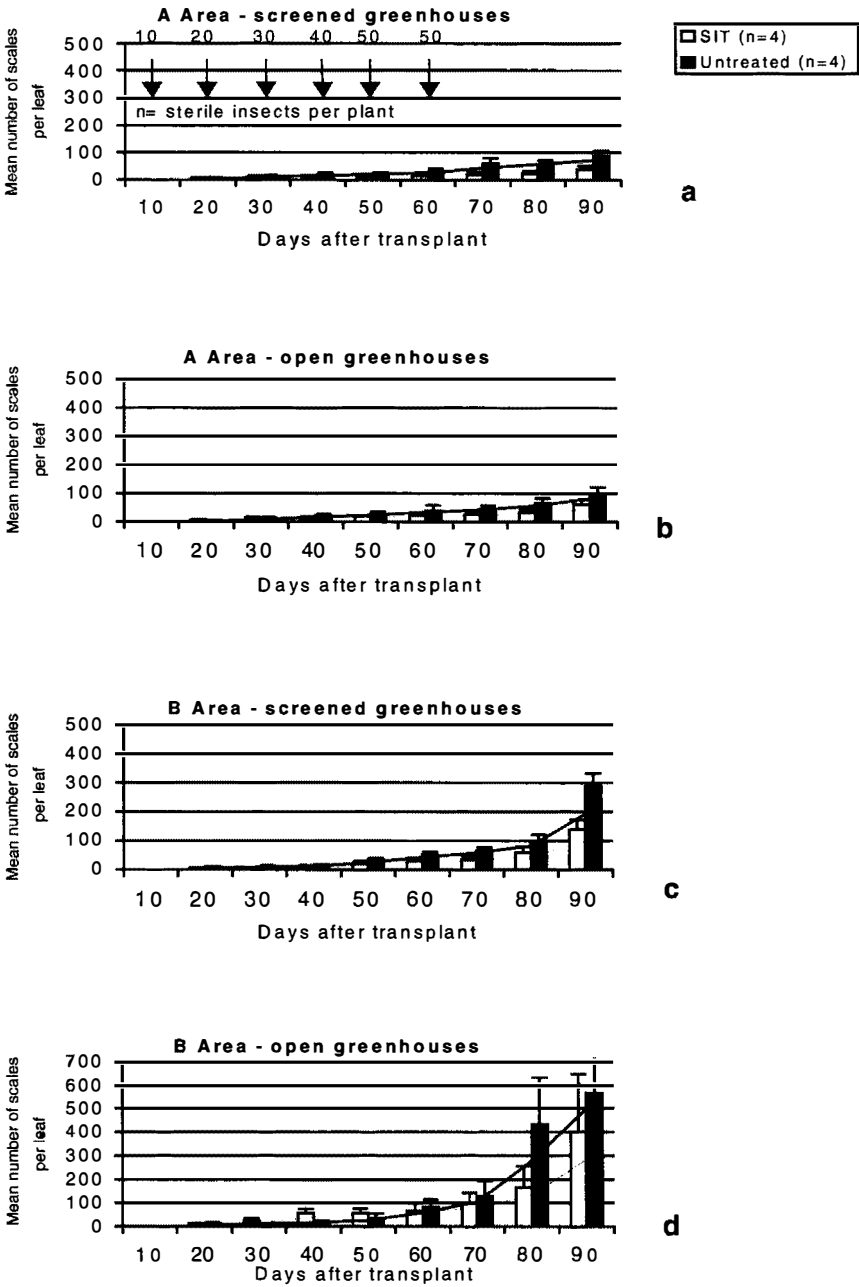 A Area - screened greenhouses
SIT (n=4)
Untreated (n=4)
Mean number of scales
per leaf
500
400
300
200
100
0
10 20 30 40 50 50
n= sterile insects per plant
10 20 30 40 50 60 70 80 90
Days after transplant
a
A Area - open greenhouses
Mean number of scales
per leaf
500
400
300
200
100
0
10 20 30 40 50 60 70 80 90
Days after transplant
b
B Area - screened greenhouses
Mean number of scales
per leaf
500
400
300
200
100
0
10 20 30 40 50 60 70 80 90
Days after transplant
c
B Area - open greenhouses
Mean number of scales
per leaf
700
600
500
400
300
200
100
0
10 20 30 40 50 60 70 80 90
Days after transplant
d